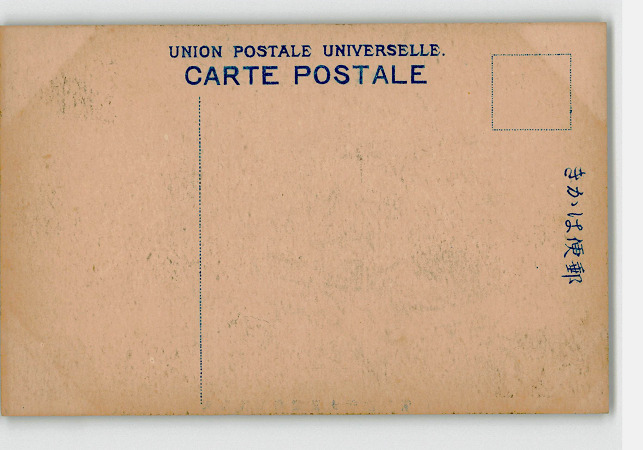 UNION POSTALE UNIVERSELLE.
CARTE POSTALE
きかは便郵